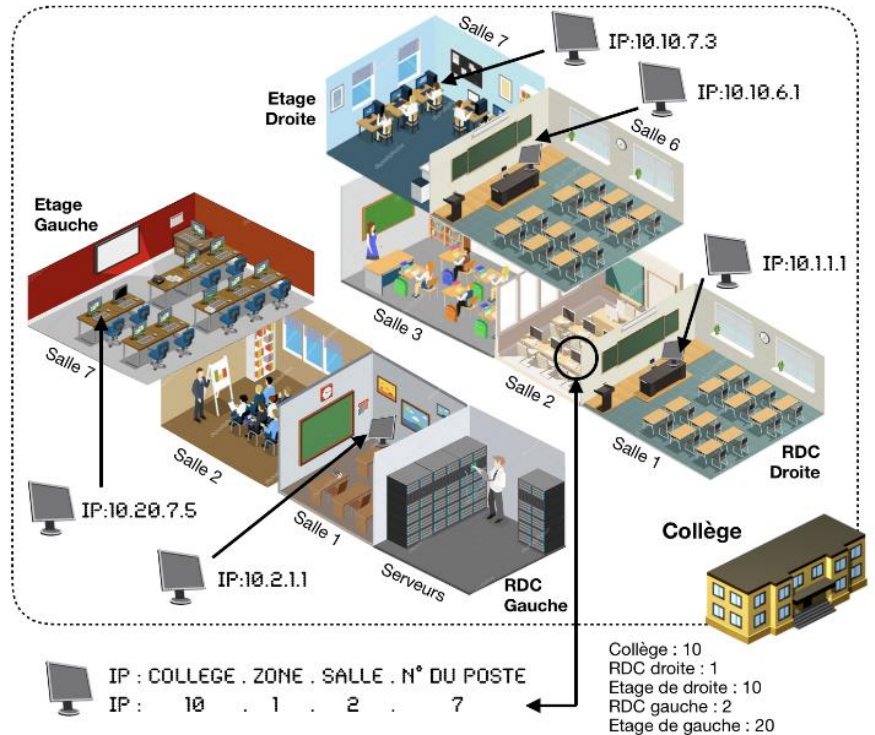 Salle 7
IP:10.10.7.3
Etage
Droite
IP:10.10.6.1
Salle 6
Etage
Gauche
IP:10.1.1.1
Salle 3
Salle 7
Salle 2
Salle 1
RDC
Droite
Salle 2
IP:10.20.7.5
Salle 1
Collège
IP:10.2.1.1
Serveurs
RDC
Gauche
IP : COLLEGE . ZONE . SALLE . N° DU POSTE
IP : 10 . 1 . 2 . 7
Collège : 10
RDC droite : 1
Etage de droite : 10
RDC gauche : 2
Etage de gauche : 20